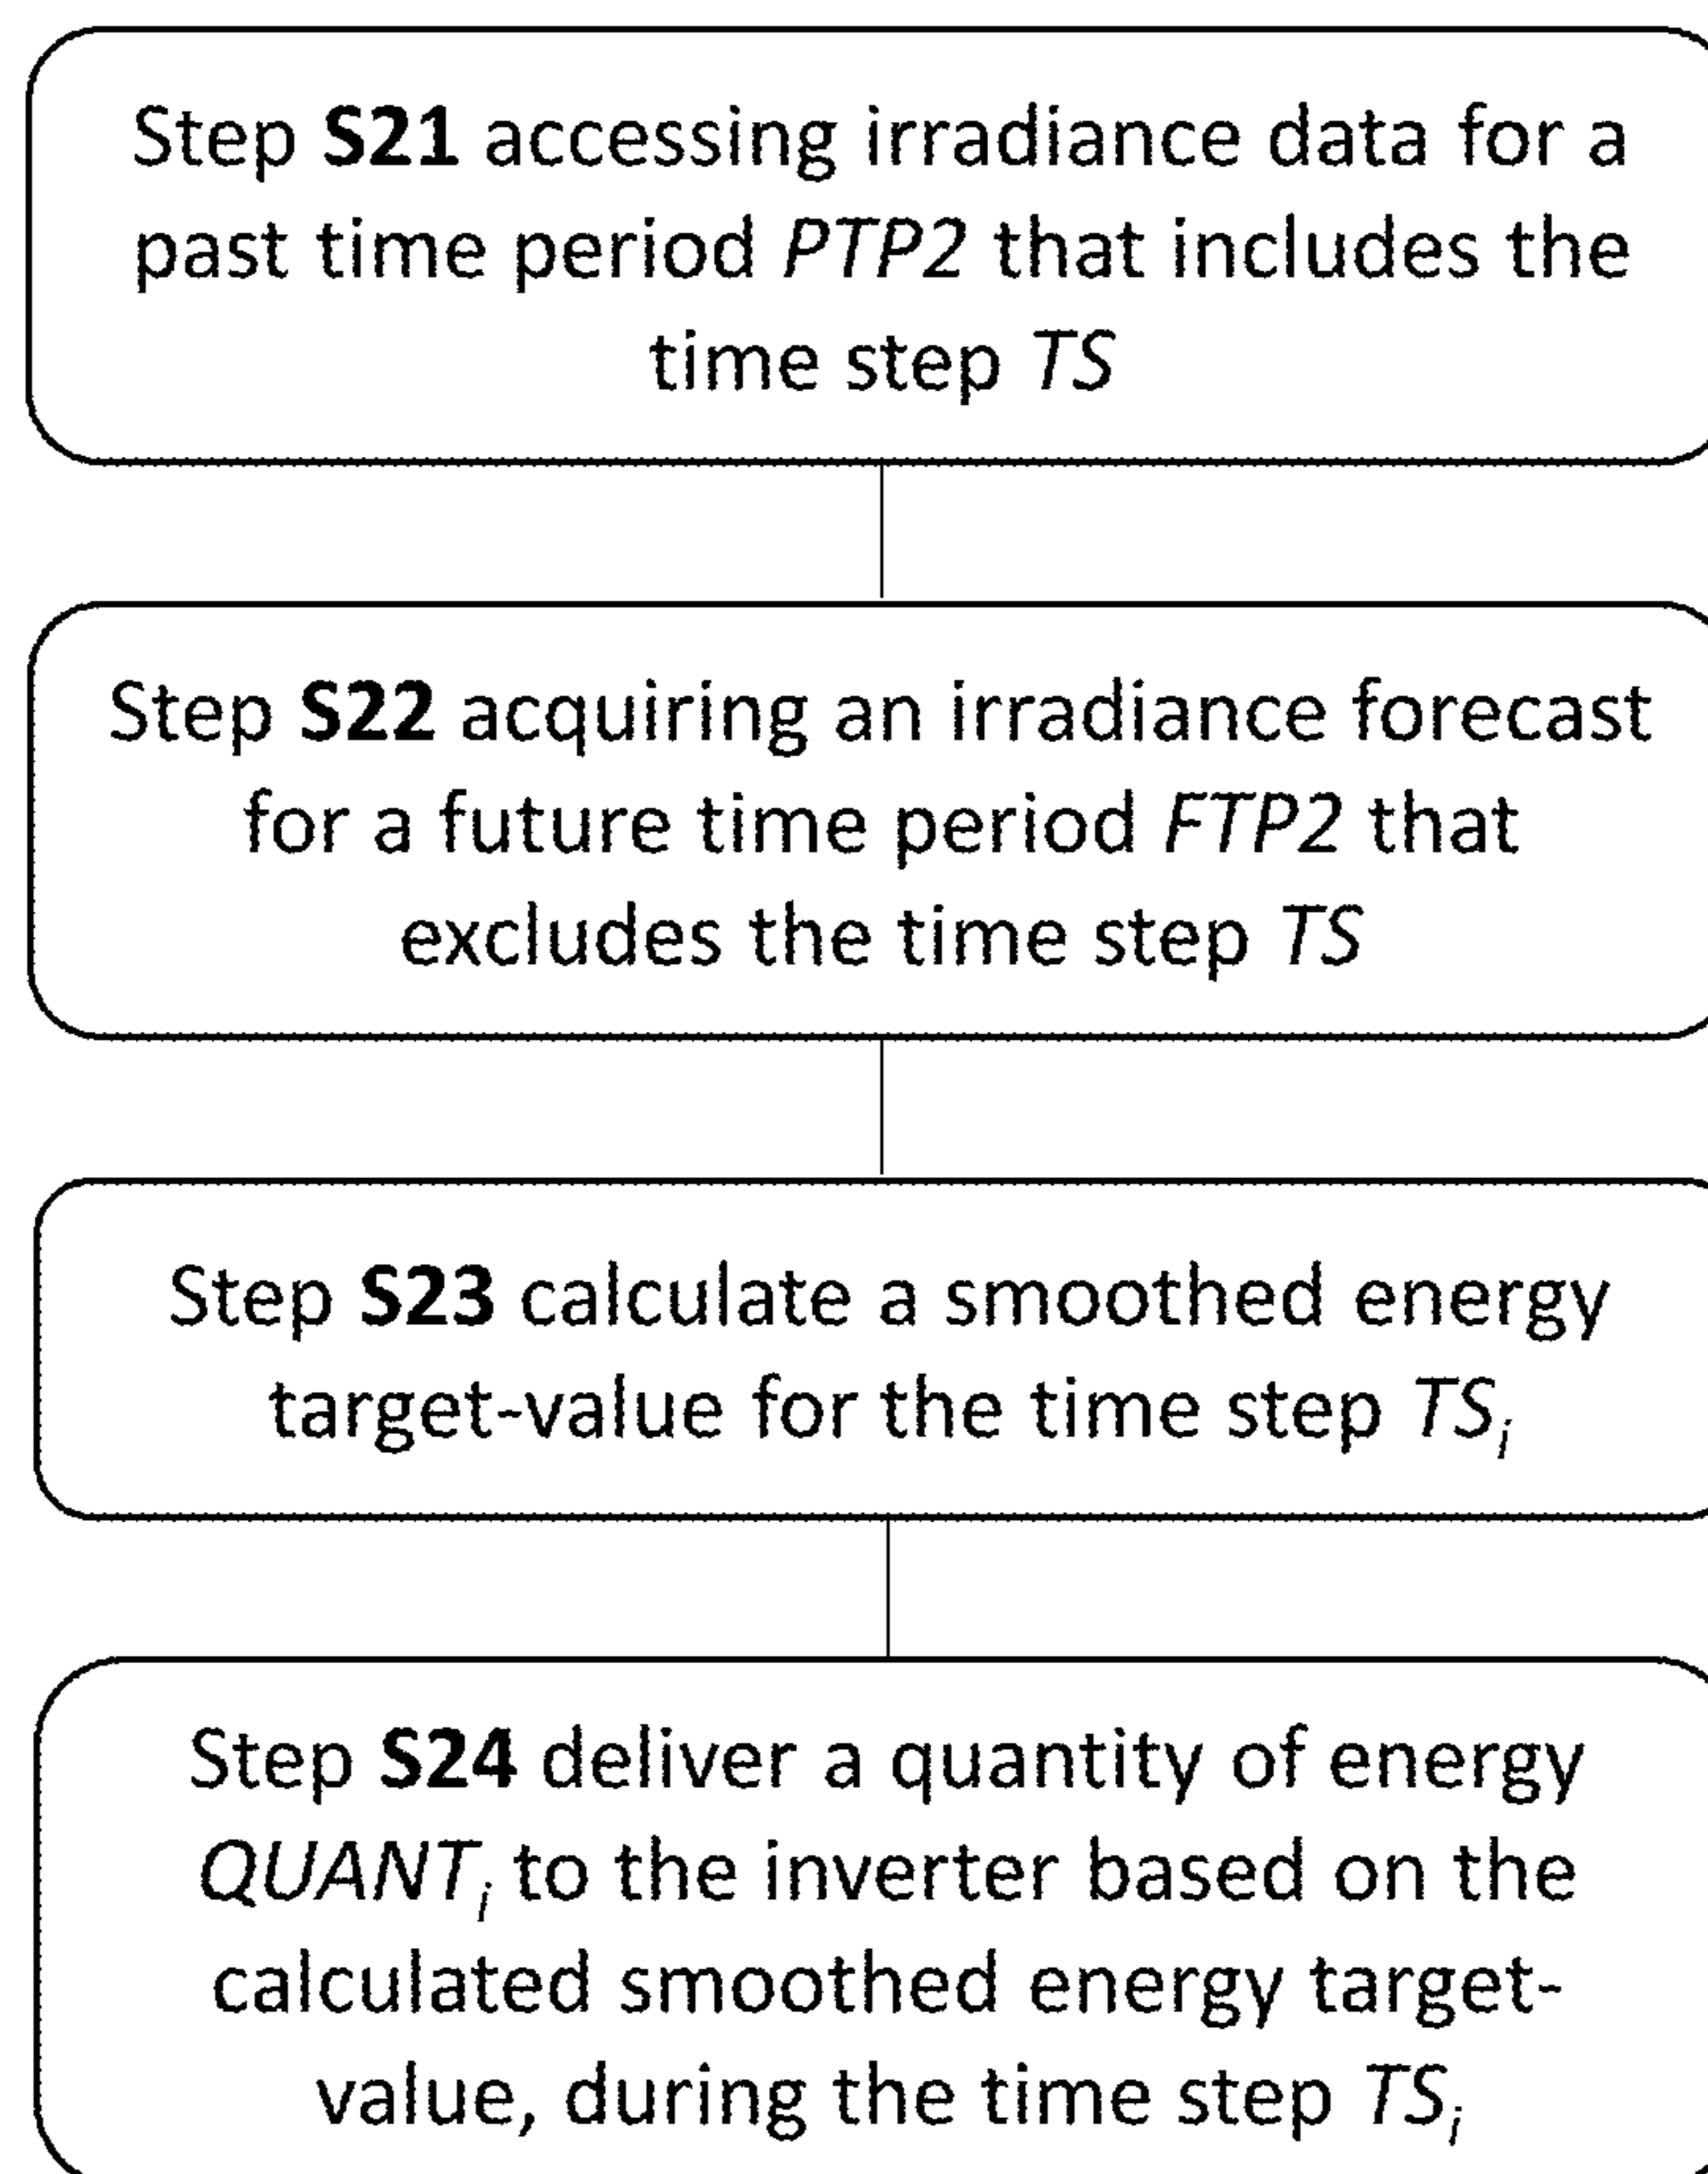 Step S21 accessing irradiance data for a
past time period PTP2 that includes the
time step TS
Step S22 acquiring an irradiance forecast
for a future time period FTP2 that
excludes the time step TS
Step S23 calculate a smoothed energy
target-value for the time step TSᵢ
Step S24 deliver a quantity of energy
QUANTᵢ to the inverter based on the
calculated smoothed energy target-
value, during the time step TSᵢ